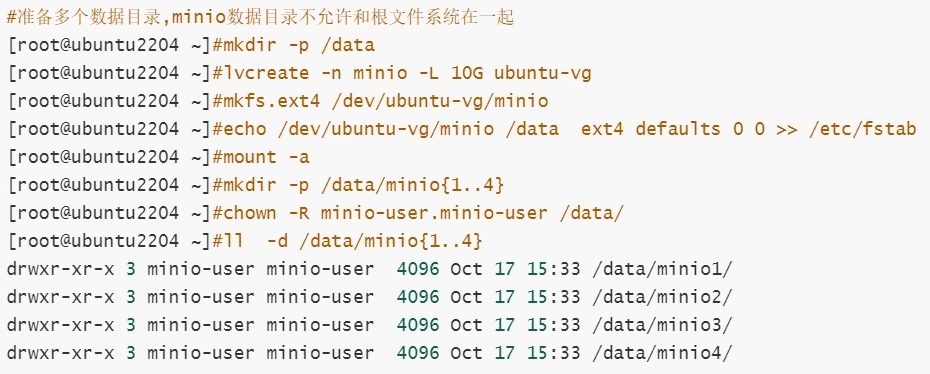 #准备多个数据目录,minio数据目录不允许和根文件系统在一起
[root@ubuntu2204 ~]#mkdir -p /data
[root@ubuntu2204 ~]#lvcreate -n minio -L 10G ubuntu-vg
[root@ubuntu2204 ~]#mkfs.ext4 /dev/ubuntu-vg/minio
[root@ubuntu2204 ~]#echo /dev/ubuntu-vg/minio /data  ext4 defaults 0 0 >> /etc/fstab
[root@ubuntu2204 ~]#mount -a
[root@ubuntu2204 ~]#mkdir -p /data/minio{1..4}
[root@ubuntu2204 ~]#chown -R minio-user.minio-user /data/
[root@ubuntu2204 ~]#ll  -d /data/minio{1..4}
drwxr-xr-x 3 minio-user minio-user  4096 Oct 17 15:33 /data/minio1/
drwxr-xr-x 3 minio-user minio-user  4096 Oct 17 15:33 /data/minio2/
drwxr-xr-x 3 minio-user minio-user  4096 Oct 17 15:33 /data/minio3/
drwxr-xr-x 3 minio-user minio-user  4096 Oct 17 15:33 /data/minio4/